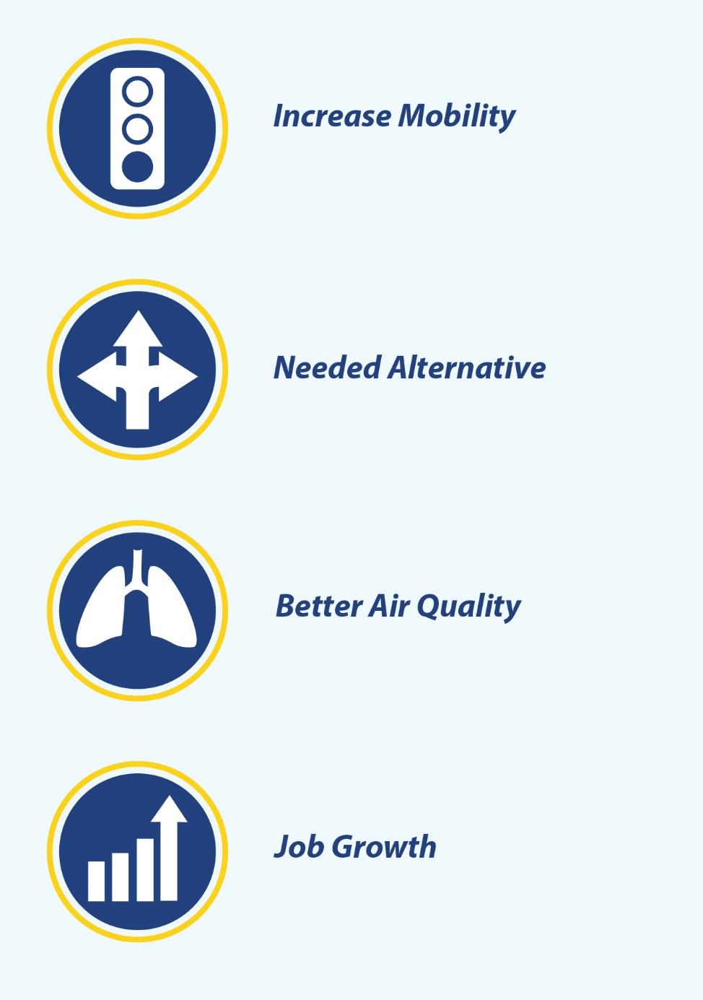 Increase Mobility
Needed Alternative
Better Air Quality
Job Growth